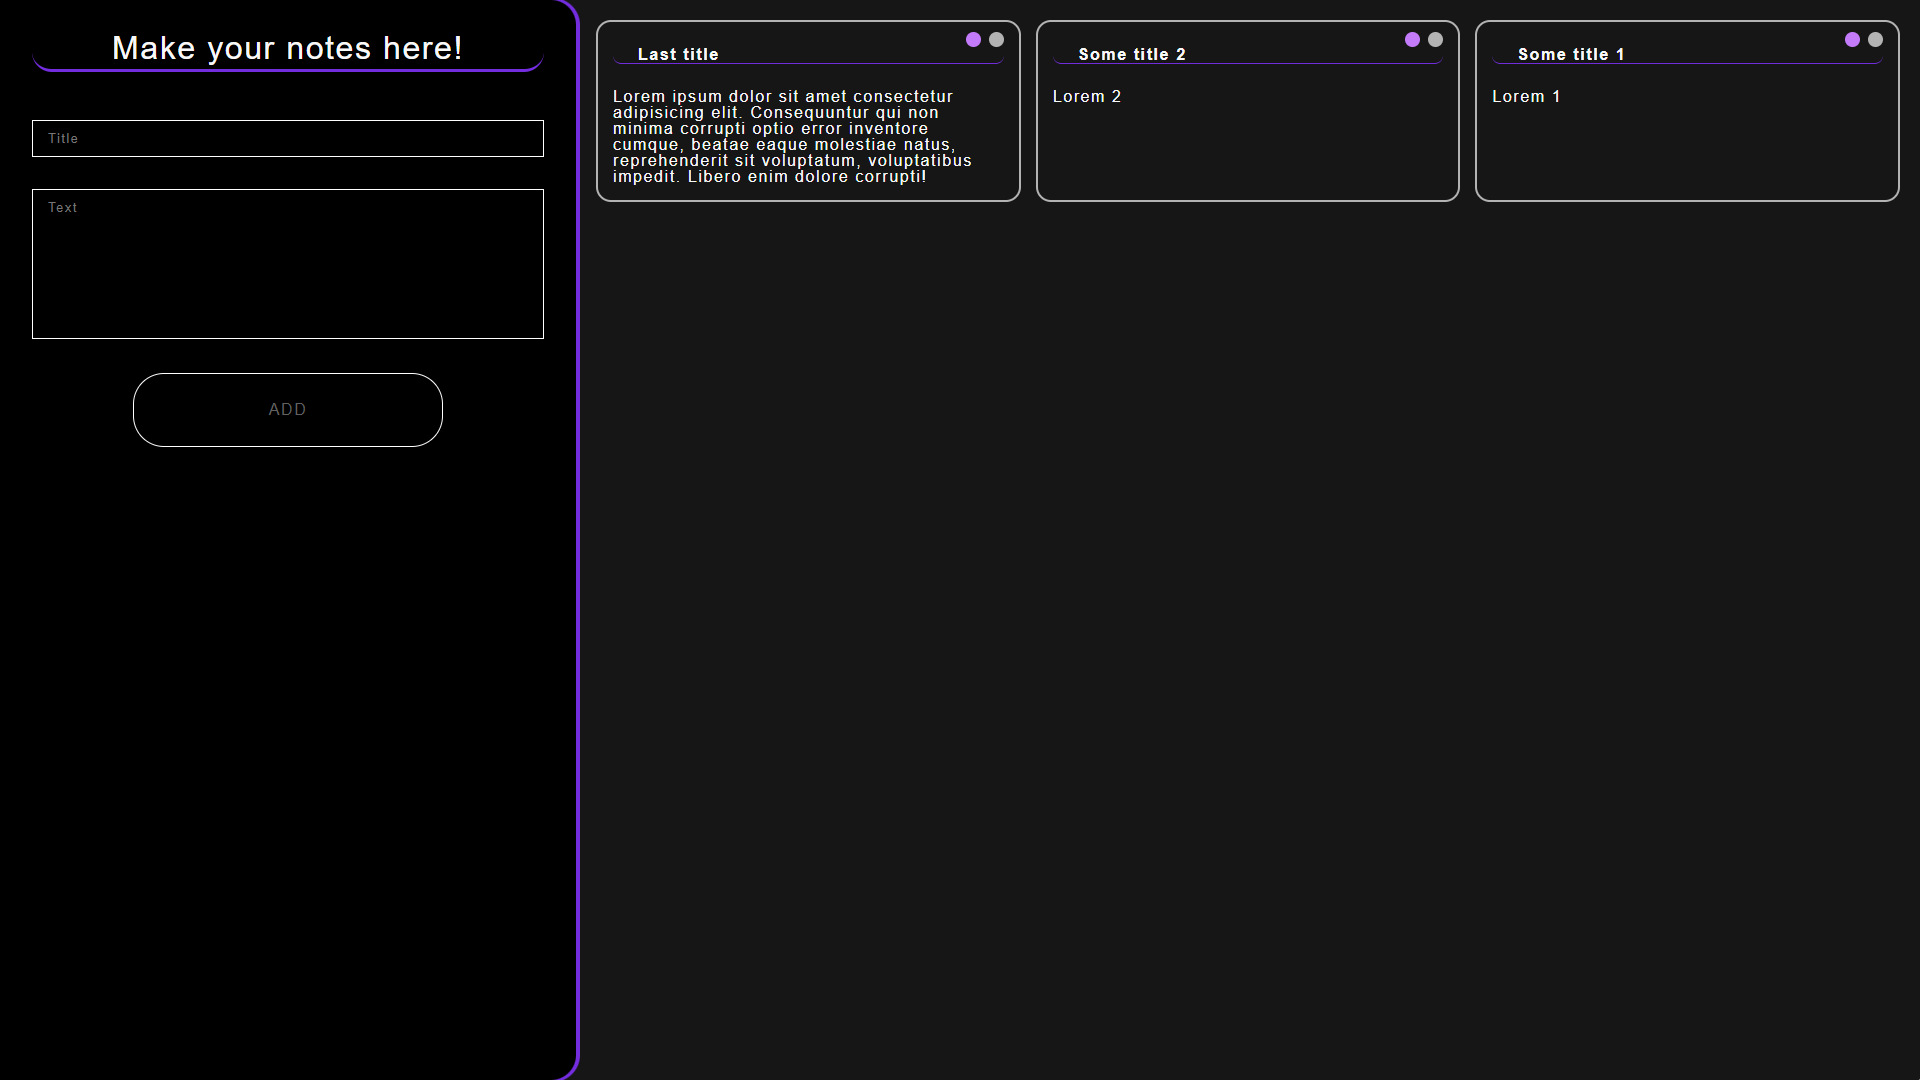 Make your notes here!
Title
Text
ADD
Last title
Lorem ipsum dolor sit amet consectetur
adipisicing elit. Consequuntur qui non
minima corrupti optio error inventore
cumque, beatae eaque molestiae natus,
reprehenderit sit voluptatum, voluptatibus
impedit. Libero enim dolore corrupti!
Some title 2
Lorem 2
Some title 1
Lorem 1